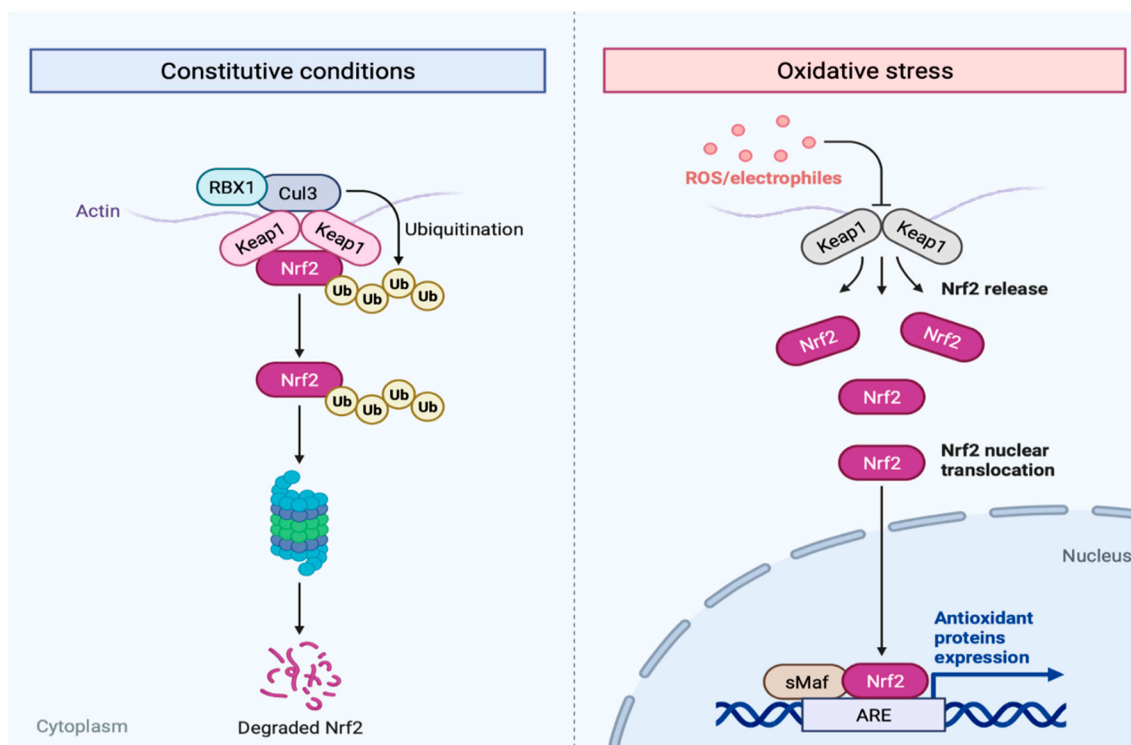 Constitutive conditions
RBX1
Cul3
Actin
Ubiquitination
Keap1
Keap1
Nrf2
Ub
Ub
Ub
Ub
Nrf2
Ub
Ub
Ub
Ub
Degraded Nrf2
Cytoplasm
Oxidative stress
ROS/electrophiles
Keap1
Keap1
Nrf2 release
Nrf2
Nrf2
Nrf2
Nrf2
Nrf2 nuclear
translocation
Nucleus
Antioxidant
proteins
expression
sMaf
Nrf2
ARE